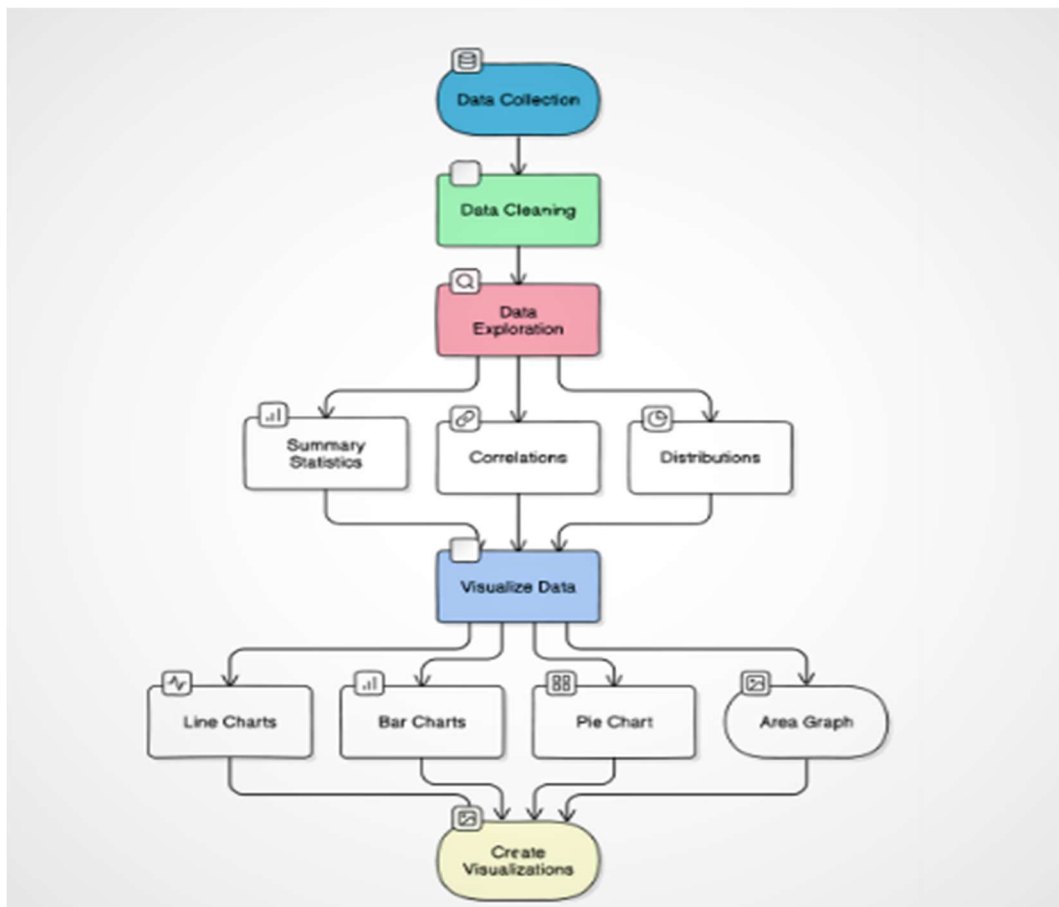 Data Collection
Data Cleaning
Data
Exploration
Summary
Statistics
Correlations
Distributions
Visualize Data
Line Charts
Bar Charts
Pie Chart
Area Graph
Create
Visualizations